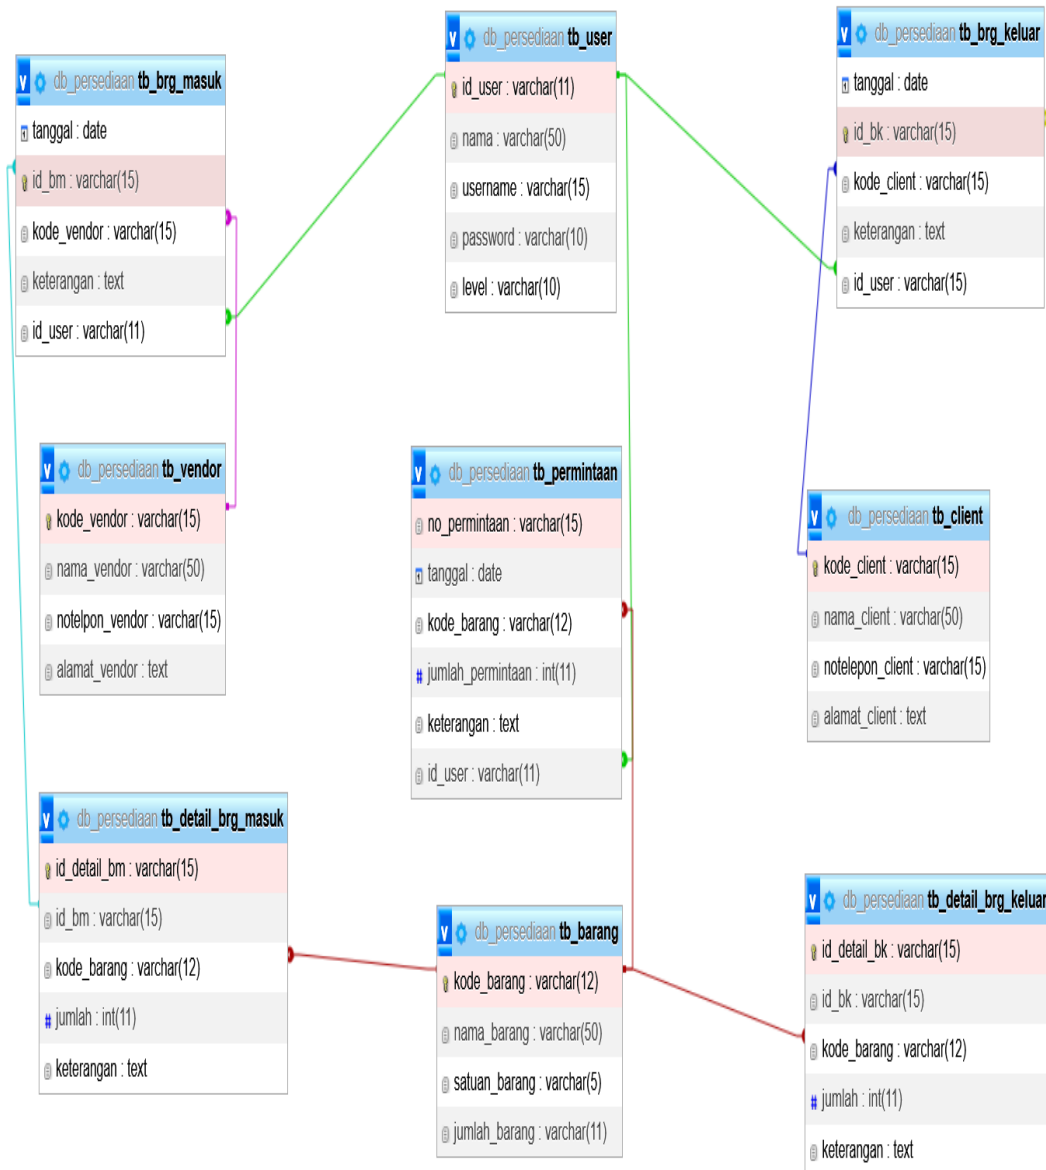 db_persediaan tb_brg_masuk
tanggal : date
id_bm : varchar(15)
kode_vendor : varchar(15)
keterangan : text
id_user : varchar(11)
db_persediaan tb_user
id_user : varchar(11)
nama : varchar(50)
username : varchar(15)
password : varchar(10)
level : varchar(10)
db_persediaan tb_brg_keluar
tanggal : date
id_bk : varchar(15)
kode_client : varchar(15)
keterangan : text
id_user : varchar(15)
db_persediaan tb_vendor
kode_vendor : varchar(15)
nama_vendor : varchar(50)
notelpon_vendor : varchar(15)
alamat_vendor : text
db_persediaan tb_permintaan
no_permintaan : varchar(15)
tanggal : date
kode_barang : varchar(12)
jumlah_permintaan : int(11)
keterangan : text
id_user : varchar(11)
db_persediaan tb_client
kode_client : varchar(15)
nama_client : varchar(50)
notelepon_client : varchar(15)
alamat_client : text
db_persediaan tb_detail_brg_masuk
id_detail_bm : varchar(15)
id_bm : varchar(15)
kode_barang : varchar(12)
jumlah : int(11)
keterangan : text
db_persediaan tb_barang
kode_barang : varchar(12)
nama_barang : varchar(50)
satuan_barang : varchar(5)
jumlah_barang : varchar(11)
db_persediaan tb_detail_brg_keluar
id_detail_bk : varchar(15)
id_bk : varchar(15)
kode_barang : varchar(12)
jumlah : int(11)
keterangan : text